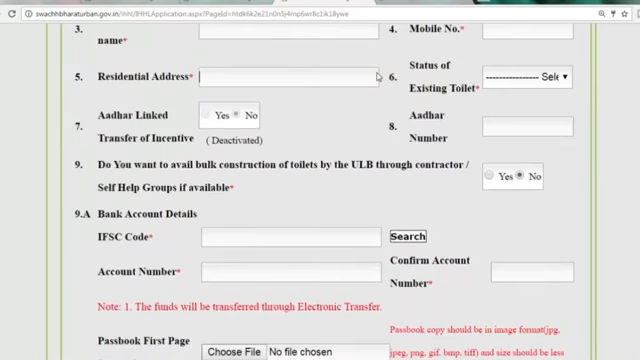 swachhbharaturban.gov.in/ihhl/IHHLApplication.aspx?PageId=htdk6k2e21n0n5j4rmp6wr8c1ik18ywe
3. name*
4. Mobile No.*
5. Residential Address*
6. Status of Existing Toilet*
---------------- Sele
7. Aadhar Linked Transfer of Incentive
Yes No
( Deactivated)
8. Aadhar Number
9. Do You want to avail bulk construction of toilets by the ULB through contractor /
Self Help Groups if available*
Yes No
9.A Bank Account Details
IFSC Code*
Search
Account Number*
Confirm Account Number*
Note: 1. The funds will be transferred through Electronic Transfer.
Passbook First Page
Choose File No file chosen
Passbook copy should be in image format(jpg,
jpeg, png, gif, bmp, tiff) and size should be less